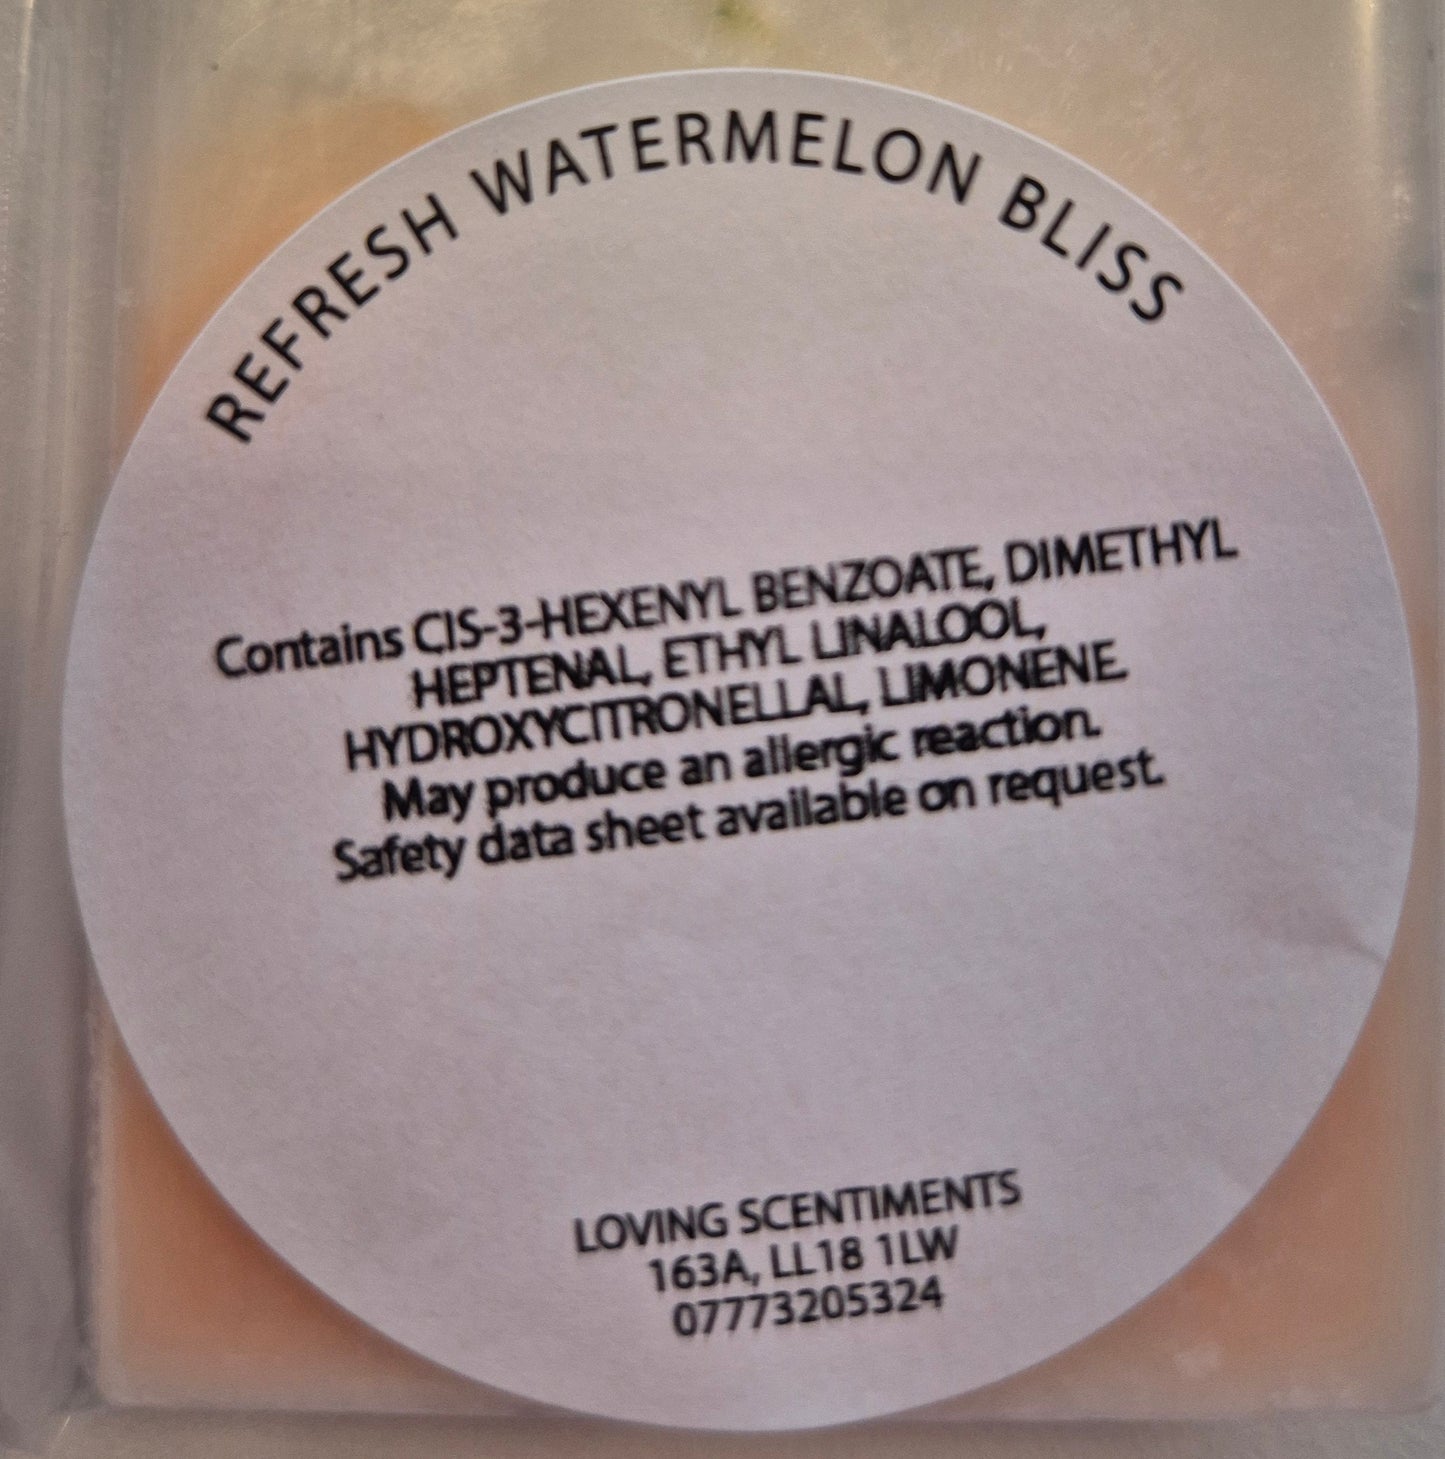 REFRESH WATERMELON BLISS
Contains CIS-3-HEXENYL BENZOATE, DIMETHYL
HEPTENAL, ETHYL LINALOOL,
HYDROXYCITRONELLAL, LIMONENE.
May produce an allergic reaction.
Safety data sheet available on request.
LOVING SCENTIMENTS
163A, LL18 1LW
07773205324